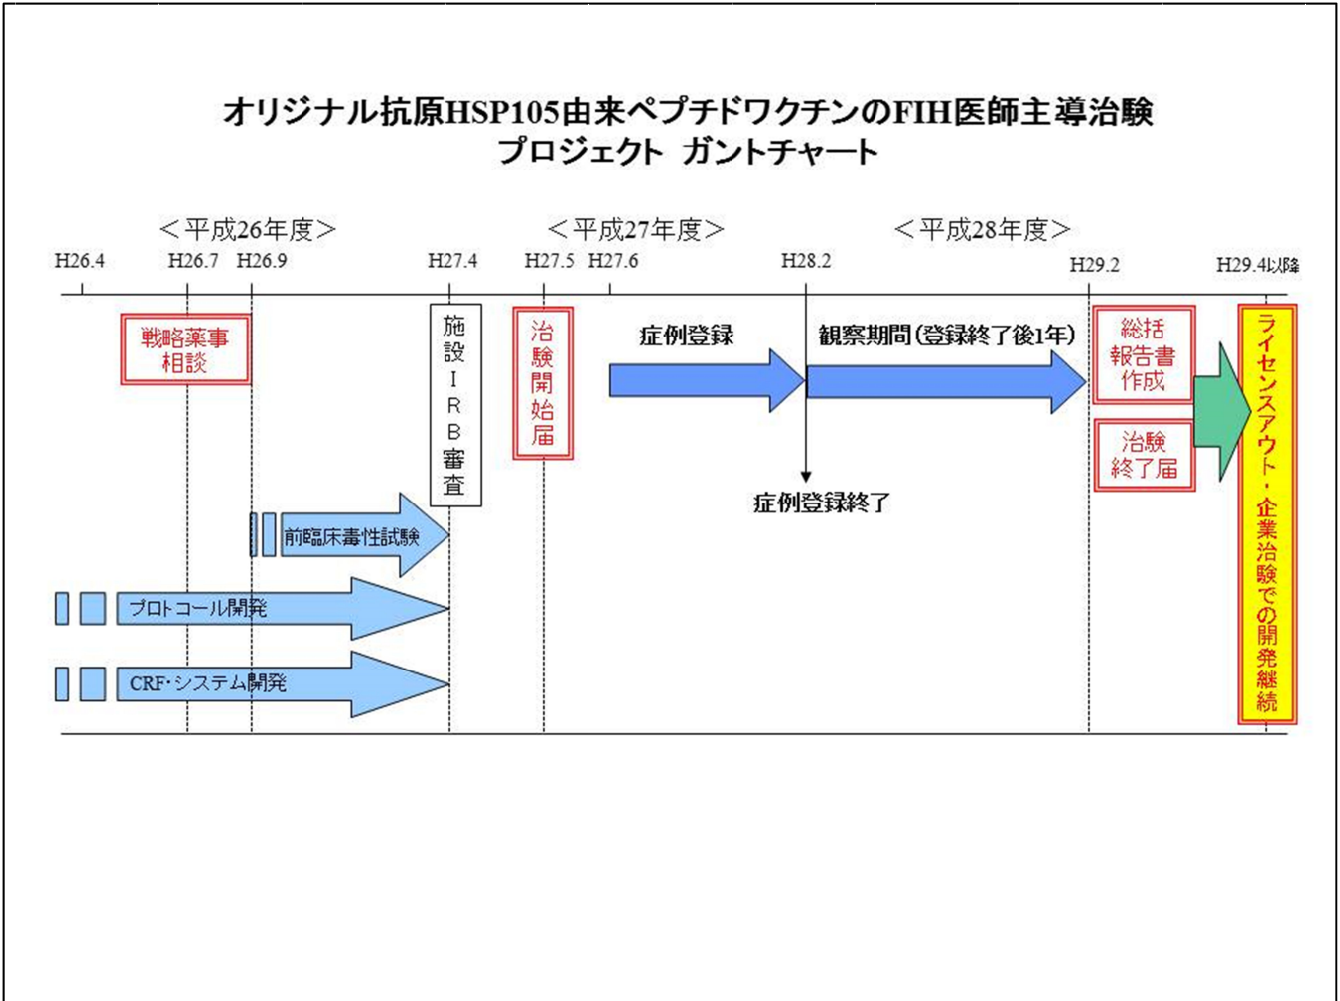 オリジナル抗原HSP105由来ペプチドワクチンのFIH医師主導治験
プロジェクト ガントチャート
＜平成26年度＞
＜平成27年度＞
＜平成28年度＞
H26.4
H26.7
H26.9
H27.4
H27.5
H27.6
H28.2
H29.2
H29.4以降
戦略薬事
相談
施設ＩＲＢ審査
治験開始届
症例登録
観察期間（登録終了後1年）
症例登録終了
総括
報告書
作成
治験
終了届
ライセンスアウト・企業治験での開発継続
前臨床毒性試験
プロトコール開発
CRF・システム開発